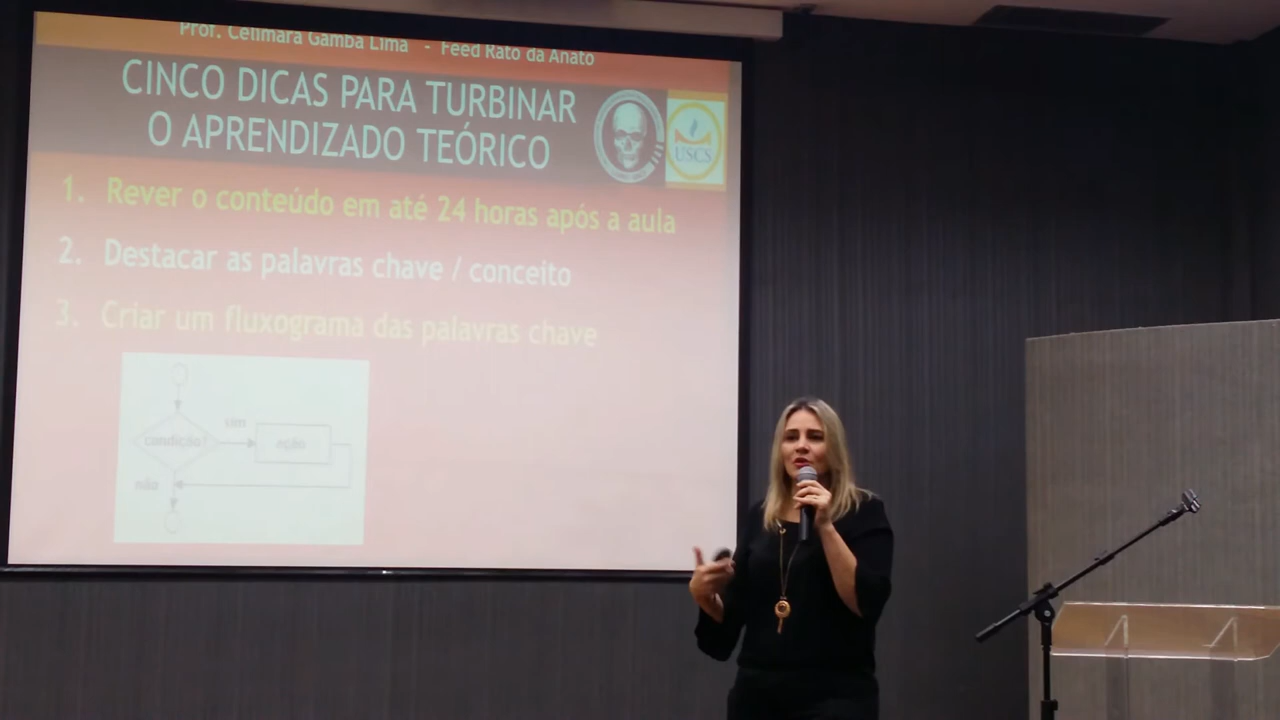 Prof. Celimara Gamba Lima - Feed Rato da Anato
CINCO DICAS PARA TURBINAR
O APRENDIZADO TEÓRICO
USCS
1. Rever o conteúdo em até 24 horas após a aula
2. Destacar as palavras chave / conceito
3. Criar um fluxograma das palavras chave
sim
condição?
ação
não